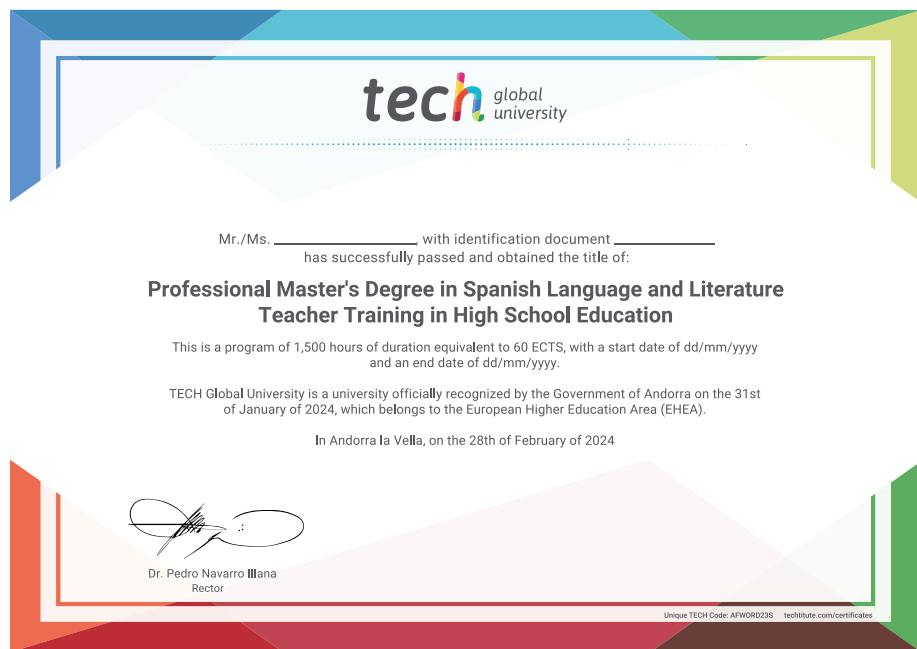 tech global
university
Mr./Ms. ____________, with identification document ____________
has successfully passed and obtained the title of:
Professional Master's Degree in Spanish Language and Literature
Teacher Training in High School Education
This is a program of 1,500 hours of duration equivalent to 60 ECTS, with a start date of dd/mm/yyyy
and an end date of dd/mm/yyyy.
TECH Global University is a university officially recognized by the Government of Andorra on the 31st
of January of 2024, which belongs to the European Higher Education Area (EHEA).
In Andorra la Vella, on the 28th of February of 2024
Dr. Pedro Navarro Illana
Rector
Unique TECH Code: AFWORD23S techtitute.com/certificates